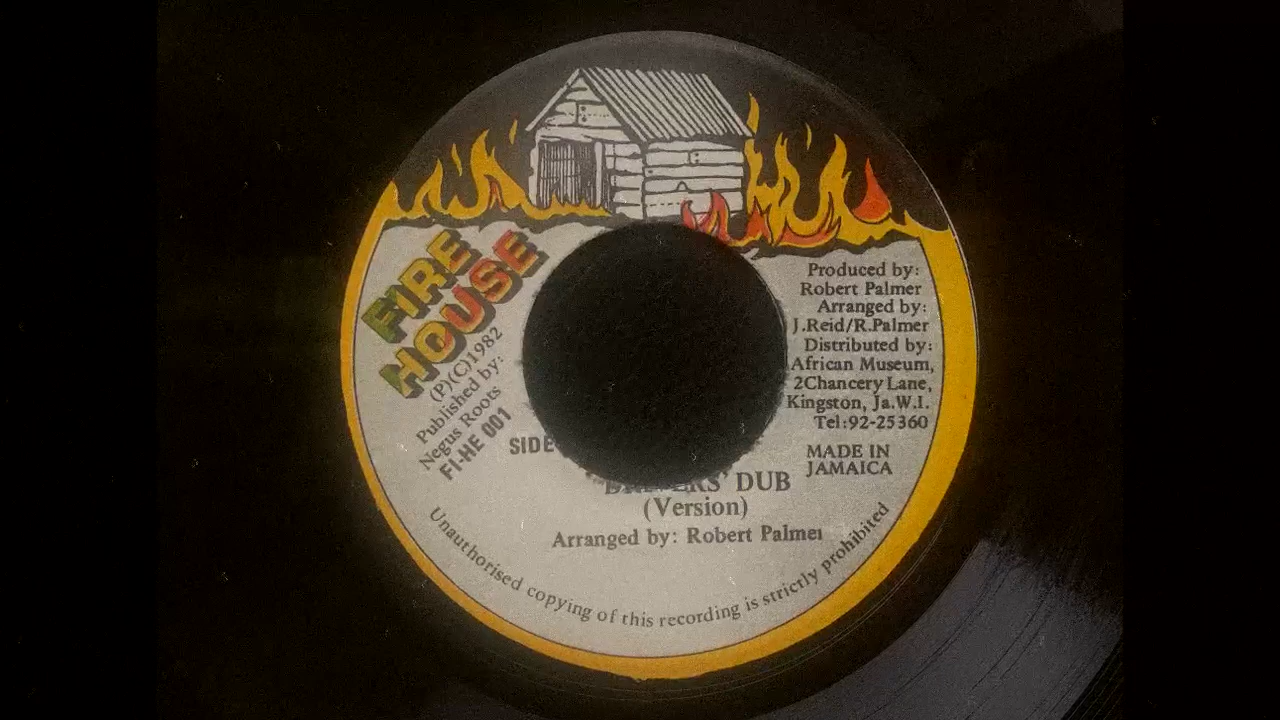 FIRE
HOUSE
(P)(C)1982
Published by:
Negus Roots
FI-HE 001
SIDE
Produced by:
Robert Palmer
Arranged by:
J.Reid/R.Palmer
Distributed by:
African Museum,
2Chancery Lane,
Kingston, Ja.W.I.
Tel:92-25360
MADE IN
JAMAICA
DUB
(Version)
Arranged by: Robert Palmer
Unauthorised copying of this recording is strictly prohibited